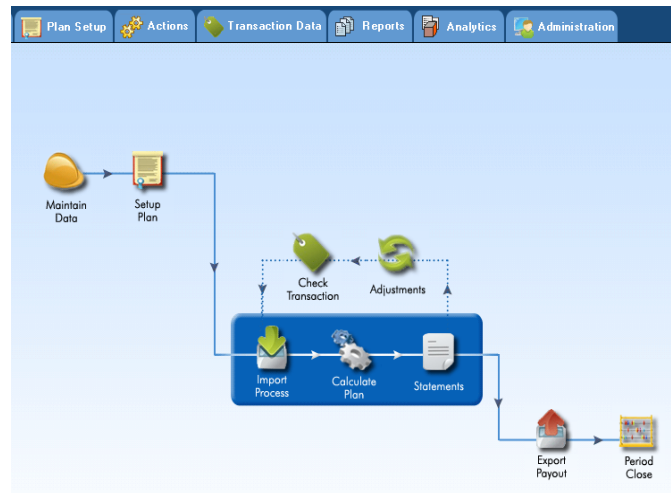 Plan Setup
Actions
Transaction Data
Reports
Analytics
Administration
Maintain
Data
Setup
Plan
Check
Transaction
Adjustments
Import
Process
Calculate
Plan
Statements
Export
Payout
Period
Close